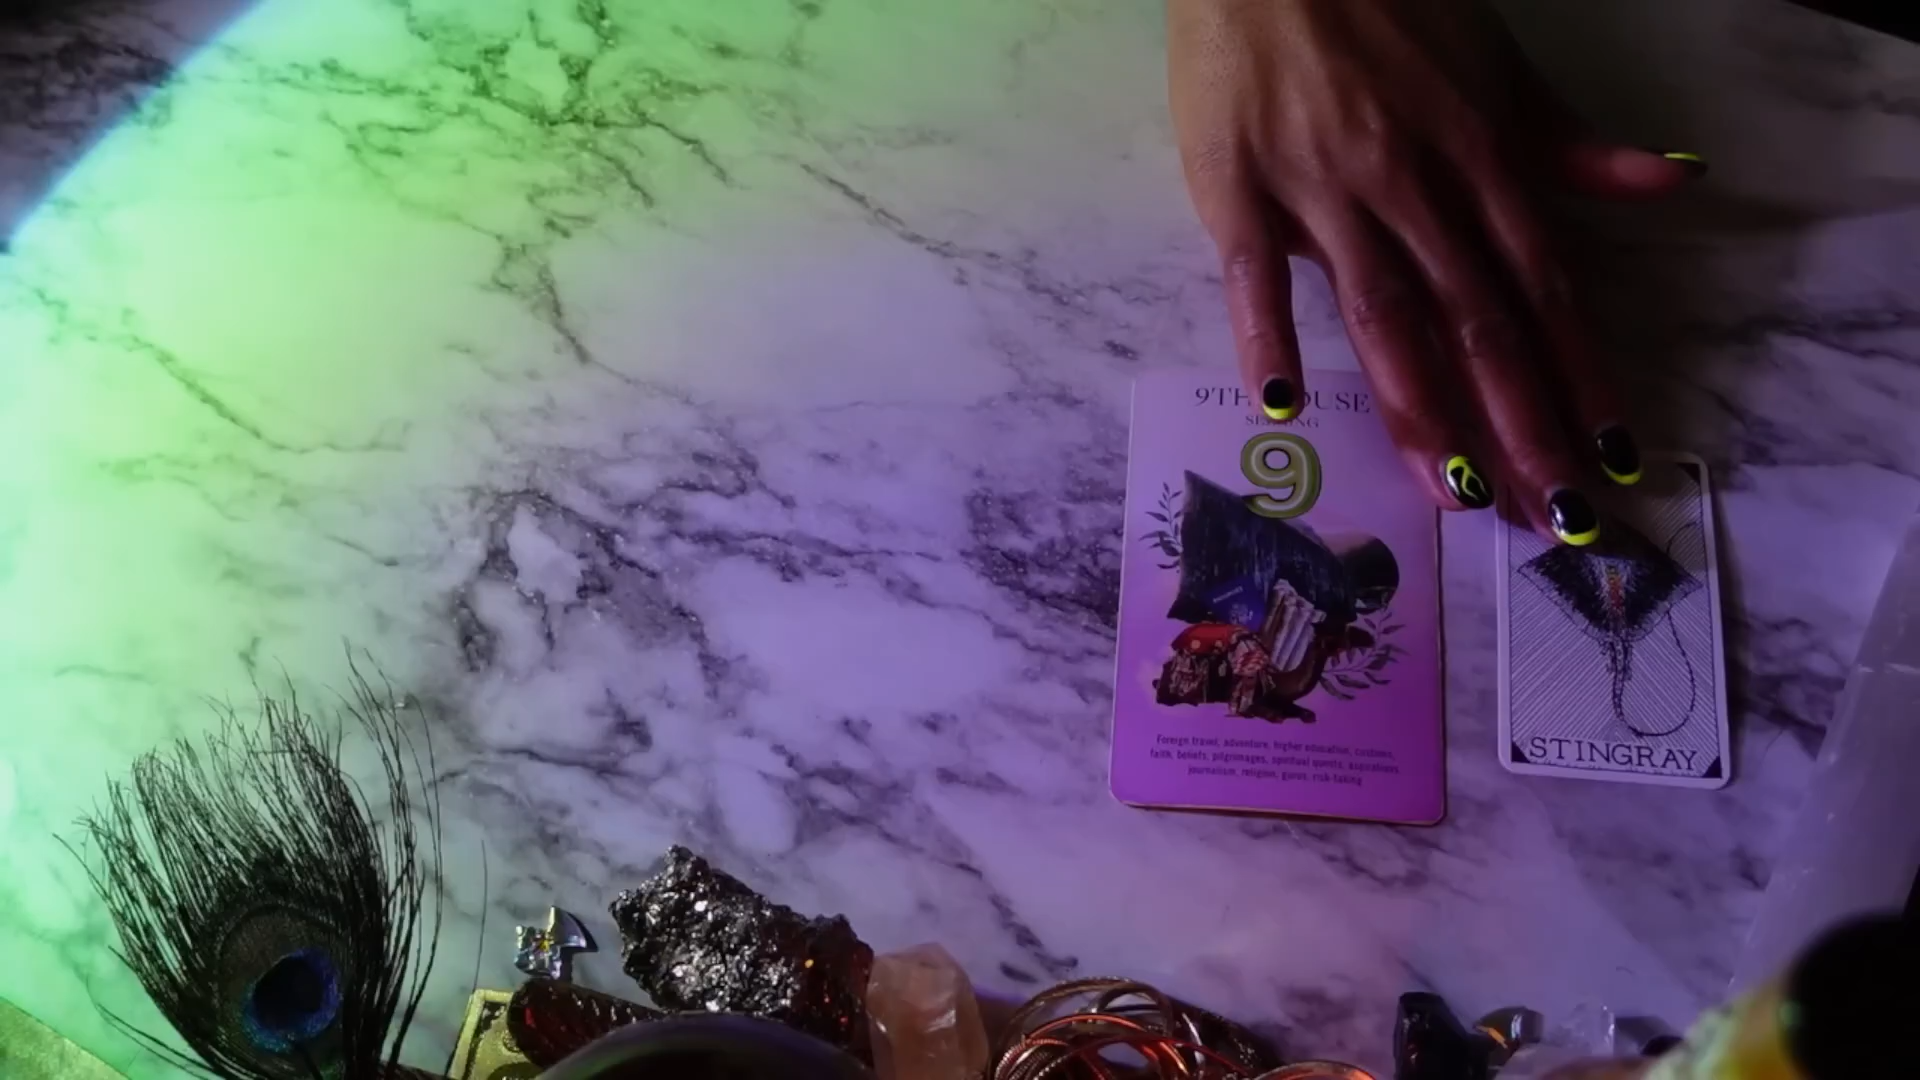 9TH HOUSE
9
Foreign travel, adventure, higher education, customs,
faith, beliefs, pilgrimages, spiritual quests, aspirations
journalism, religion, gurus, risk-taking
STINGRAY